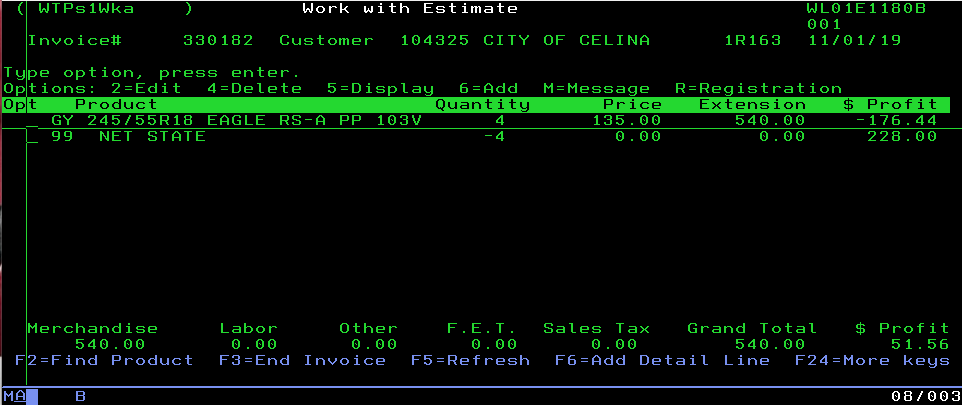 ( WTPs1Wka ) Work with Estimate WL01E1180B
001
Invoice# 330182 Customer 104325 CITY OF CELINA 1R163 11/01/19
Type option, press enter.
Options: 2=Edit 4=Delete 5=Display 6=Add M=Message R=Registration
Opt Product Quantity Price Extension $ Profit
_ GY 245/55R18 EAGLE RS-A PP 103V 4 135.00 540.00 -176.44
_ 99 NET STATE -4 0.00 0.00 228.00
Merchandise Labor Other F.E.T. Sales Tax Grand Total $ Profit
540.00 0.00 0.00 0.00 0.00 540.00 51.56
F2=Find Product F3=End Invoice F5=Refresh F6=Add Detail Line F24=More keys
MA B 08/003